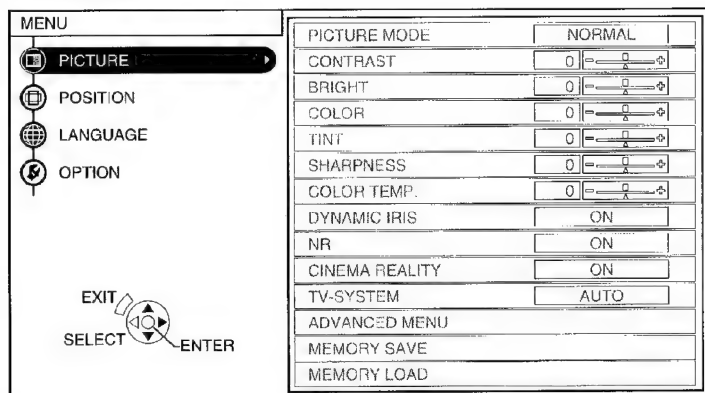 MENU
PICTURE
POSITION
LANGUAGE
OPTION
EXIT
SELECT
ENTER
PICTURE MODE NORMAL
CONTRAST 0 - +
BRIGHT 0 - +
COLOR 0 - +
TINT 0 - +
SHARPNESS 0 - +
COLOR TEMP. 0 - +
DYNAMIC IRIS ON
NR ON
CINEMA REALITY ON
TV-SYSTEM AUTO
ADVANCED MENU
MEMORY SAVE
MEMORY LOAD